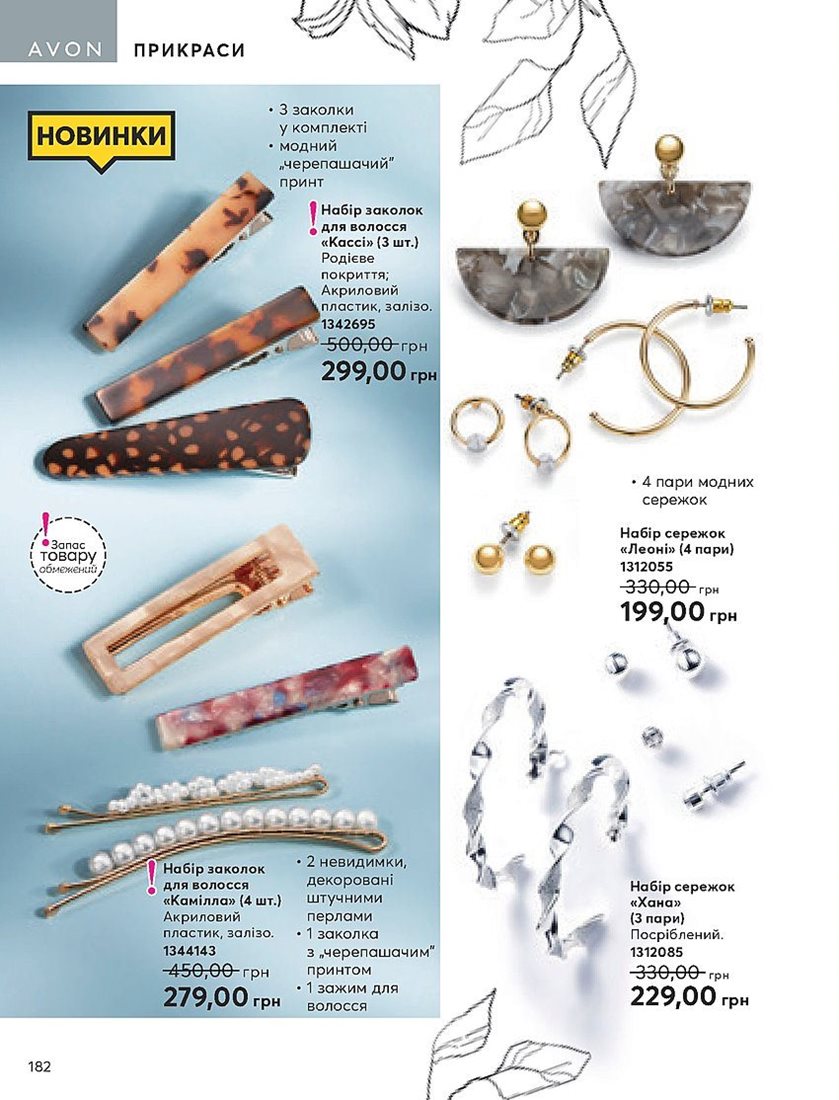 AVON ПРИКРАСИ
НОВИНКИ
• 3 заколки
у комплекті
• модний
„черепашачий”
принт
! Набір заколок
для волосся
«Кассі» (3 шт.)
Родієве
покриття;
Акриловий
пластик, залізо.
1342695
500,00 грн
299,00 грн
! Запас
товару
обмежений
• 4 пари модних
сережок
Набір сережок
«Леоні» (4 пари)
1312055
330,00 грн
199,00 грн
! Набір заколок
для волосся
«Камілла» (4 шт.)
Акриловий
пластик, залізо.
1344143
450,00 грн
279,00 грн
• 2 невидимки,
декоровані
штучними
перлами
• 1 заколка
з „черепашачим”
принтом
• 1 зажим для
волосся
Набір сережок
«Хана»
(3 пари)
Посріблений.
1312085
330,00 грн
229,00 грн
182